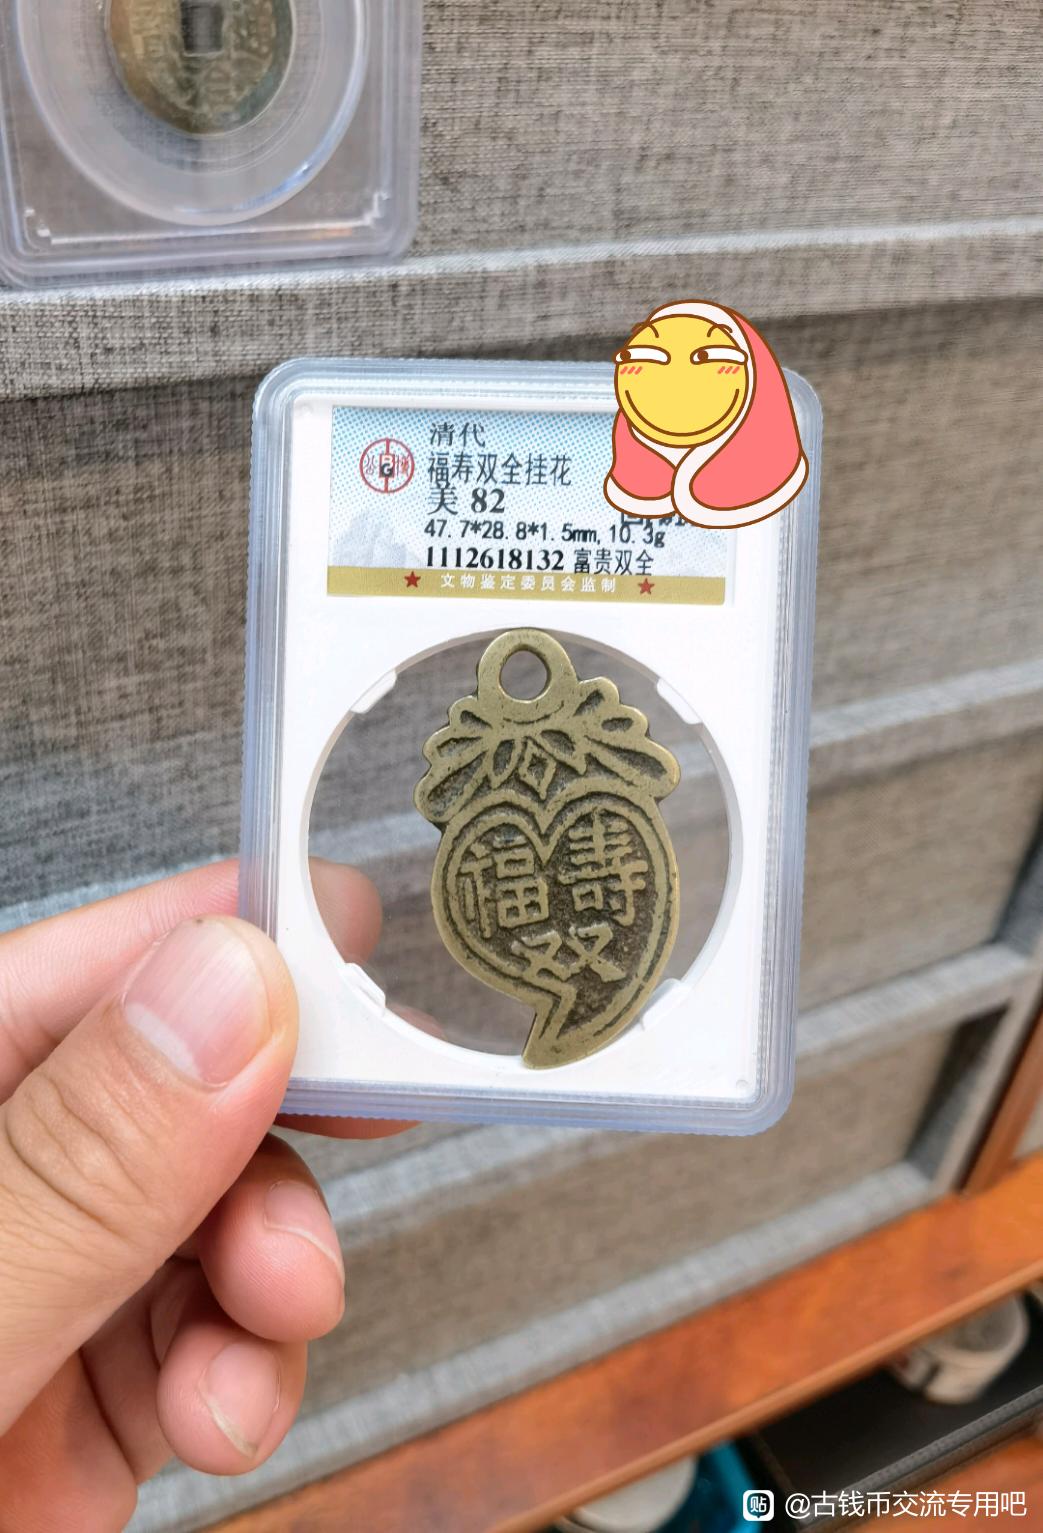 清代
福寿双全挂花
美 82
47.7*28.8*1.5mm, 10.3g
1112618132 富贵双全
★ 文物鉴定委员会监制 ★
福 壽
双
贴 @古钱币交流专用吧